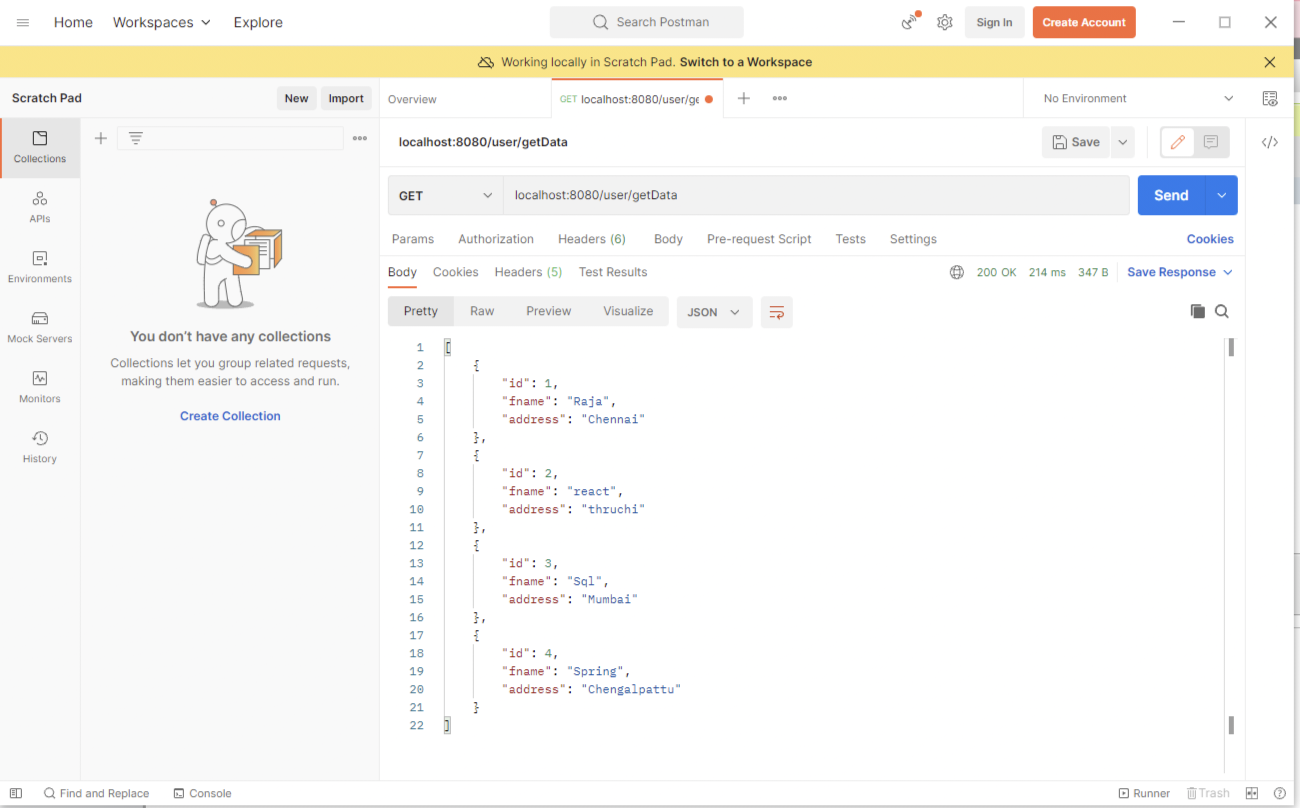 Home Workspaces Explore Search Postman Sign In Create Account
Working locally in Scratch Pad. Switch to a Workspace
Scratch Pad New Import Overview GET localhost:8080/user/ge No Environment
Collections
APIs
Environments
Mock Servers
Monitors
History
You don't have any collections
Collections let you group related requests,
making them easier to access and run.
Create Collection
localhost:8080/user/getData Save
GET localhost:8080/user/getData Send
Params Authorization Headers (6) Body Pre-request Script Tests Settings Cookies
Body Cookies Headers (5) Test Results 200 OK 214 ms 347 B Save Response
Pretty Raw Preview Visualize JSON
1 [
2 {
3 "id": 1,
4 "fname": "Raja",
5 "address": "Chennai"
6 },
7 {
8 "id": 2,
9 "fname": "react",
10 "address": "thruchi"
11 },
12 {
13 "id": 3,
14 "fname": "Sql",
15 "address": "Mumbai"
16 },
17 {
18 "id": 4,
19 "fname": "Spring",
20 "address": "Chengalpattu"
21 }
22 ]
Find and Replace Console Runner Trash